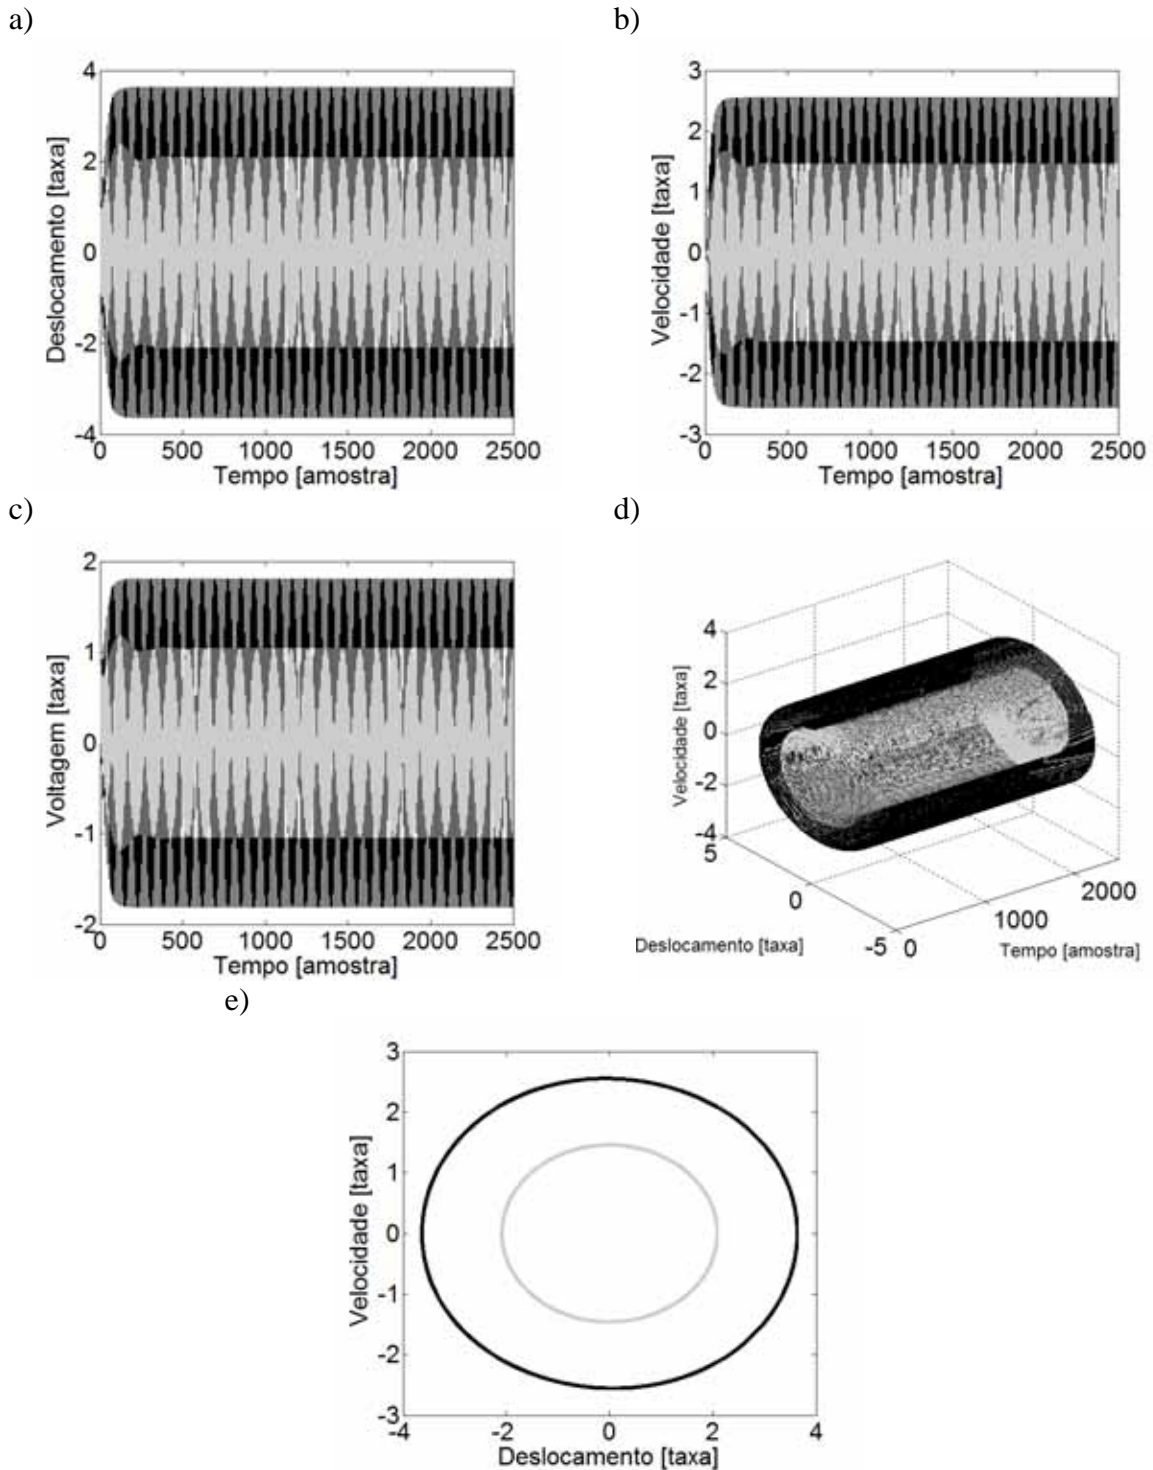 a)
b)
4
2
0
-2
-4
Deslocamento [taxa]
0 500 1000 1500 2000 2500
Tempo [amostra]
3
2
1
0
-1
-2
-3
Velocidade [taxa]
0 500 1000 1500 2000 2500
Tempo [amostra]
c)
d)
2
1
0
-1
-2
Voltagem [taxa]
0 500 1000 1500 2000 2500
Tempo [amostra]
4
2
0
-2
-4
Velocidade [taxa]
5
0
-5
Deslocamento [taxa]
0
1000
2000
Tempo [amostra]
e)
3
2
1
0
-1
-2
-3
Velocidade [taxa]
-4 -2 0 2 4
Deslocamento [taxa]